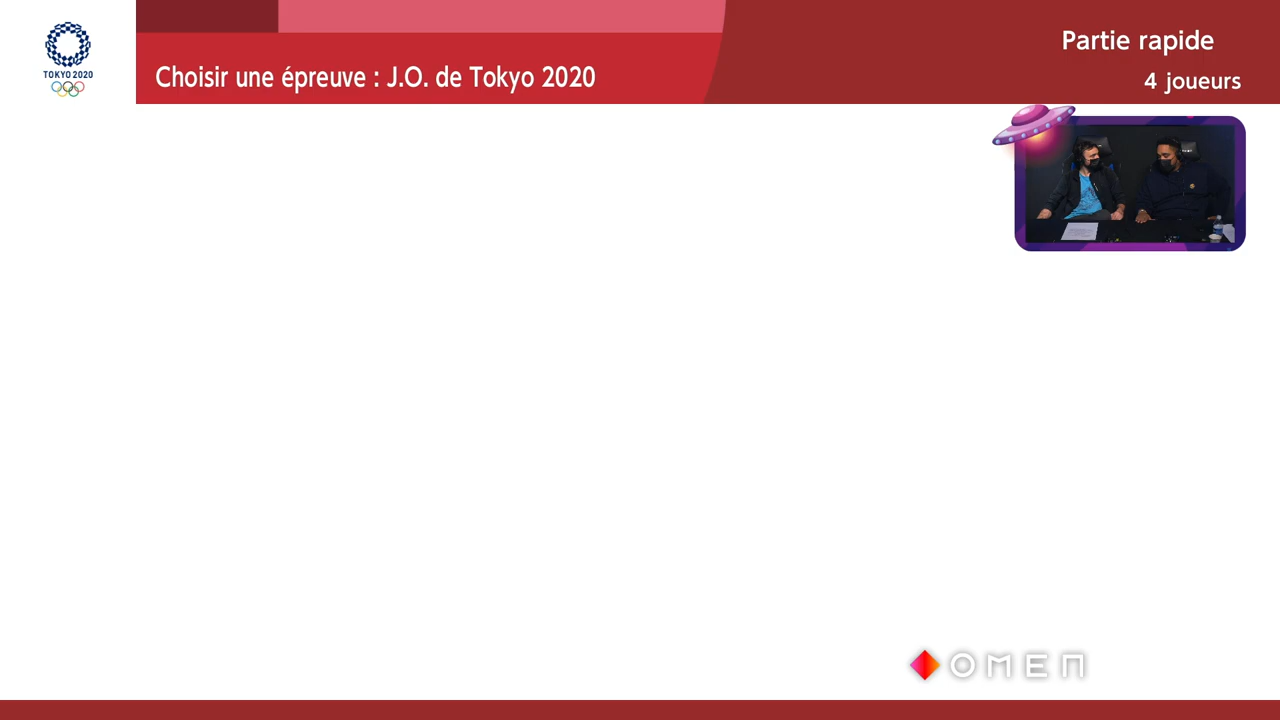 TOKYO 2020
Choisir une épreuve : J.O. de Tokyo 2020
Partie rapide
4 joueurs
OMEN